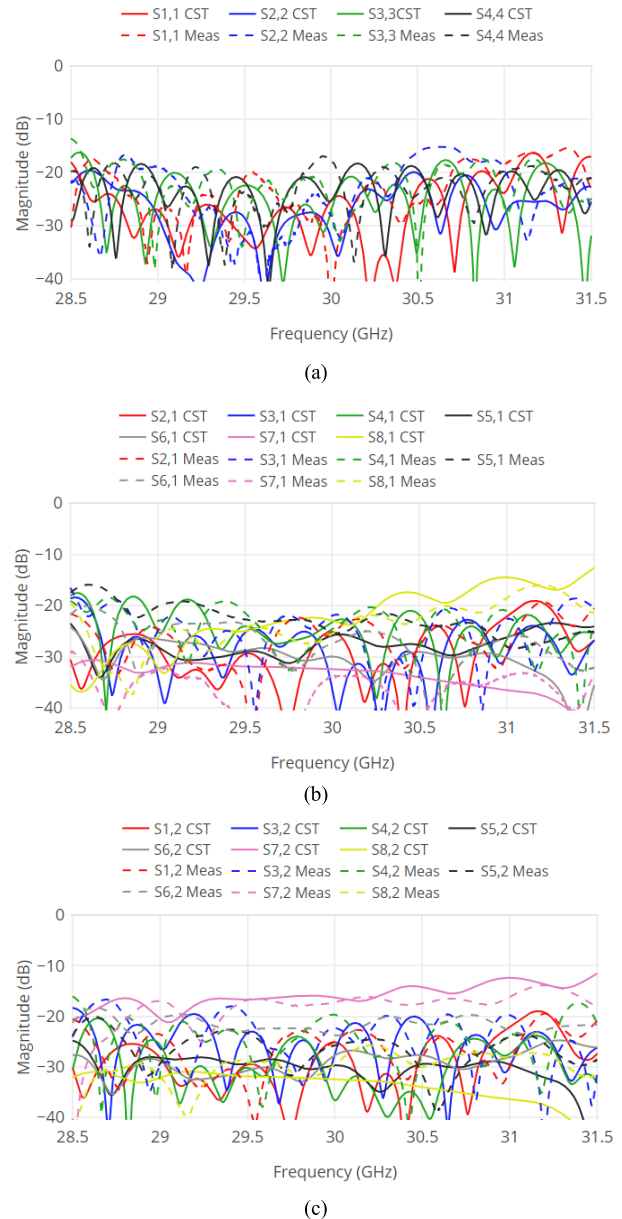 S1,1 CST S2,2 CST S3,3CST S4,4 CST
S1,1 Meas S2,2 Meas S3,3 Meas S4,4 Meas
0
−10
−20
−30
−40
Magnitude (dB)
28.5 29 29.5 30 30.5 31 31.5
Frequency (GHz)
(a)
S2,1 CST S3,1 CST S4,1 CST S5,1 CST
S6,1 CST S7,1 CST S8,1 CST
S2,1 Meas S3,1 Meas S4,1 Meas S5,1 Meas
S6,1 Meas S7,1 Meas S8,1 Meas
0
−10
−20
−30
−40
Magnitude (dB)
28.5 29 29.5 30 30.5 31 31.5
Frequency (GHz)
(b)
S1,2 CST S3,2 CST S4,2 CST S5,2 CST
S6,2 CST S7,2 CST S8,2 CST
S1,2 Meas S3,2 Meas S4,2 Meas S5,2 Meas
S6,2 Meas S7,2 Meas S8,2 Meas
0
−10
−20
−30
−40
Magnitude (dB)
28.5 29 29.5 30 30.5 31 31.5
Frequency (GHz)
(c)